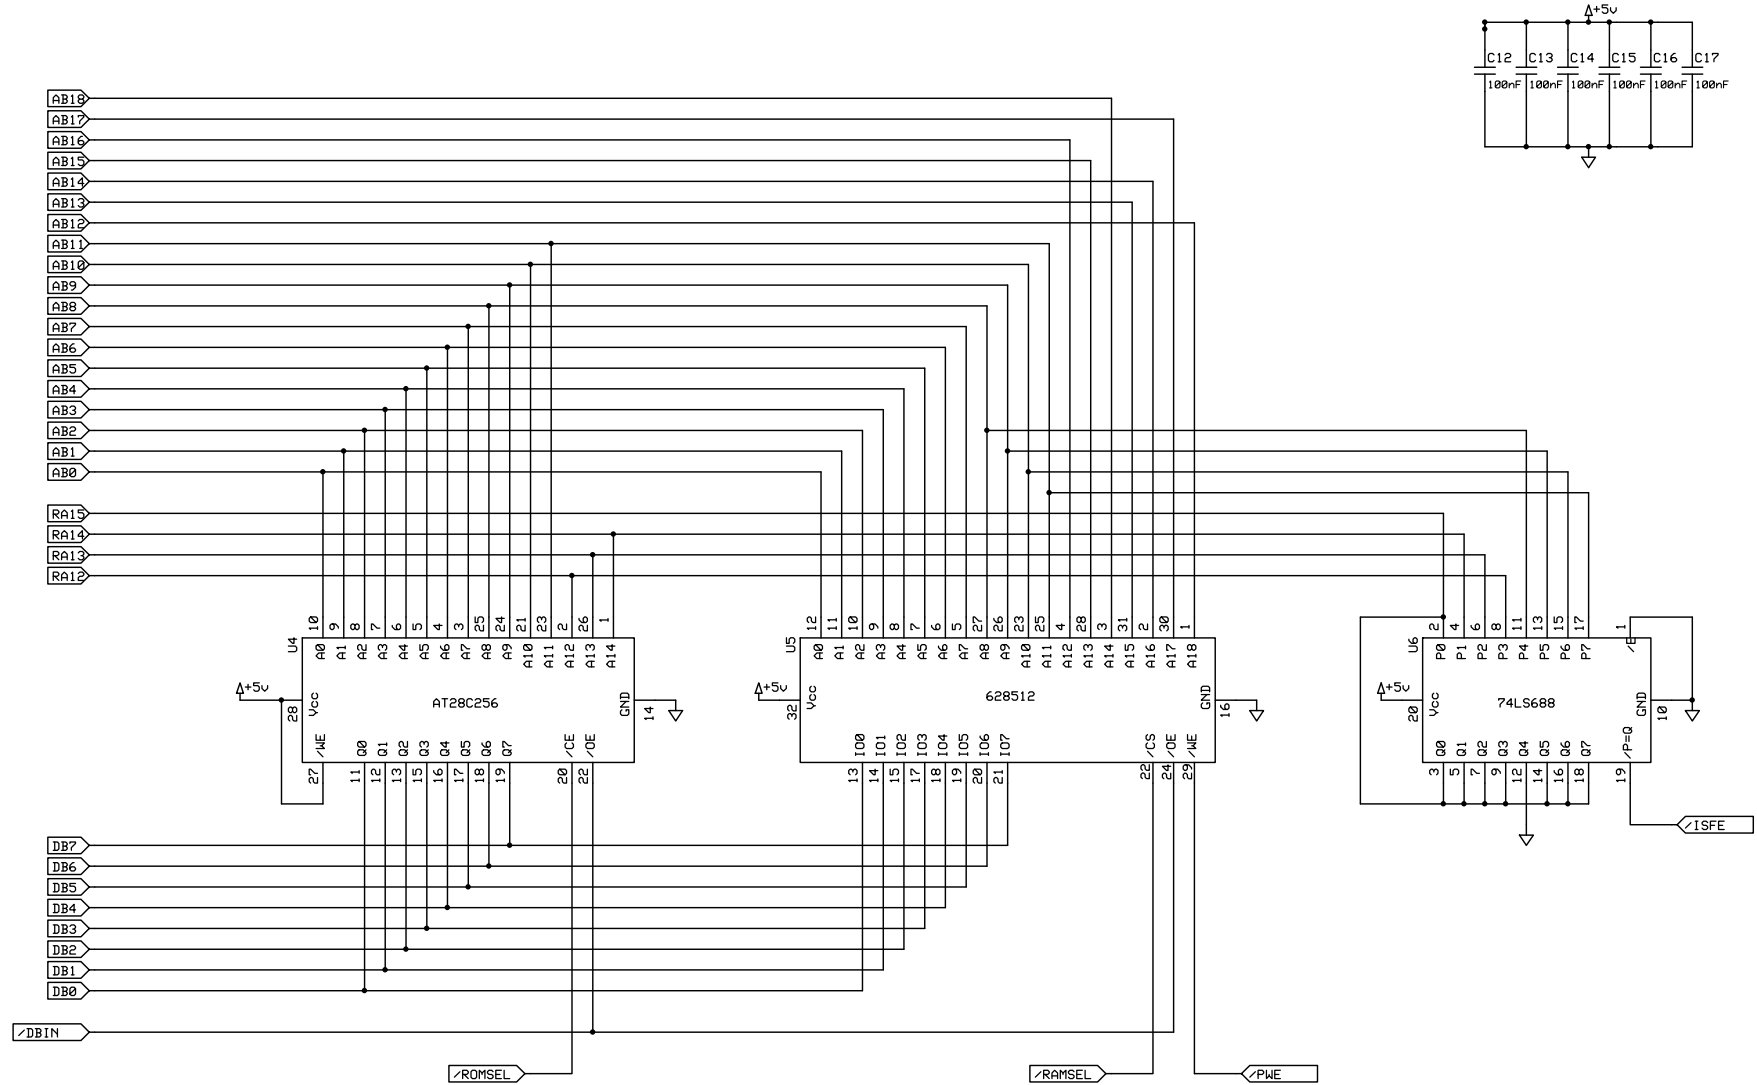 +5v
C12 C13 C14 C15 C16 C17
100nF 100nF 100nF 100nF 100nF 100nF
AB18
AB17
AB16
AB15
AB14
AB13
AB12
AB11
AB10
AB9
AB8
AB7
AB6
AB5
AB4
AB3
AB2
AB1
AB0
RA15
RA14
RA13
RA12
U4
10 9 8 7 6 5 4 3 25 24 21 23 2 26 1
A0 A1 A2 A3 A4 A5 A6 A7 A8 A9 A10 A11 A12 A13 A14
+5v
28
Vcc
AT28C256
GND
14
/WE Q0 Q1 Q2 Q3 Q4 Q5 Q6 Q7 /CE /OE
27 11 12 13 15 16 17 18 19 20 22
U5
12 11 10 9 8 7 6 5 27 26 23 25 4 28 3 31 2 30 1
A0 A1 A2 A3 A4 A5 A6 A7 A8 A9 A10 A11 A12 A13 A14 A15 A16 A17 A18
+5v
32
Vcc
628512
GND
16
IO0 IO1 IO2 IO3 IO4 IO5 IO6 IO7 /CS /OE /WE
13 14 15 17 18 19 20 21 22 24 29
U6
2 4 6 8 11 13 15 17 1
P0 P1 P2 P3 P4 P5 P6 P7 /E
+5v
20
Vcc
74LS688
GND
10
Q0 Q1 Q2 Q3 Q4 Q5 Q6 Q7 /P=Q
3 5 7 9 12 14 16 18 19
/ISFE
DB7
DB6
DB5
DB4
DB3
DB2
DB1
DB0
/DBIN
/ROMSEL
/RAMSEL
/PWE